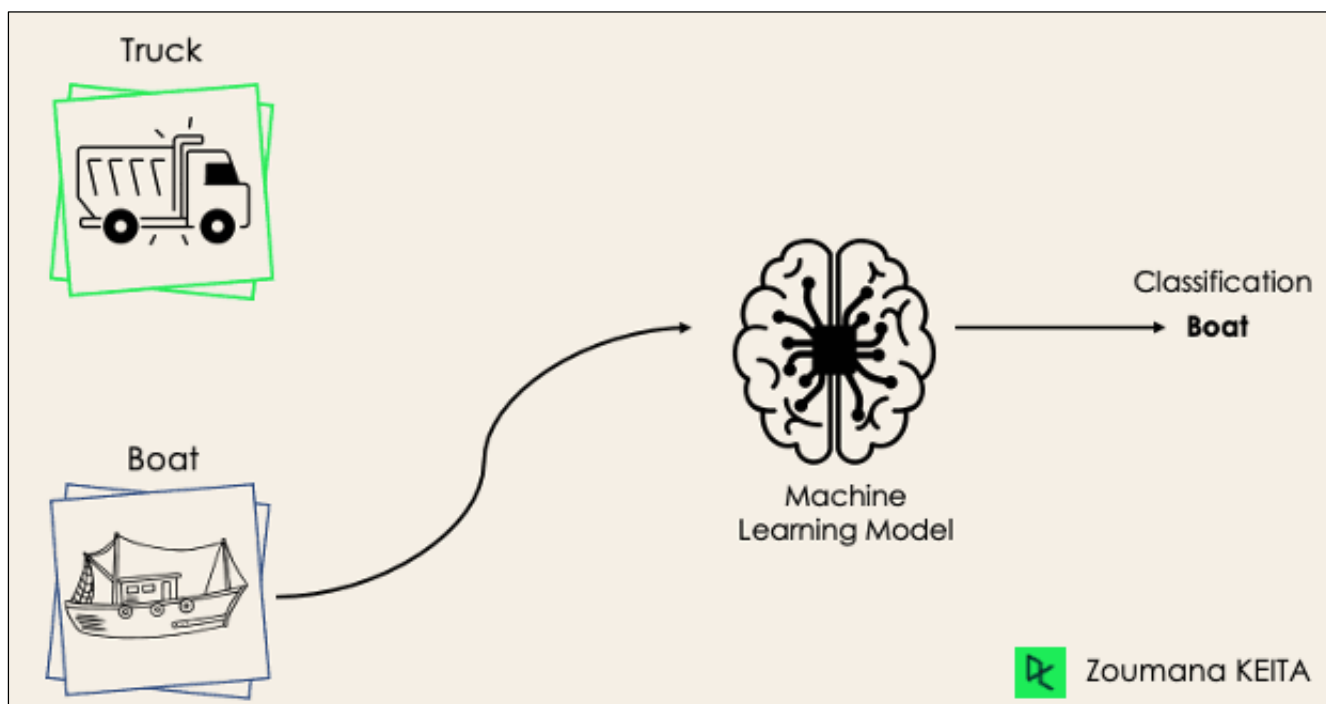 Truck
Boat
Machine
Learning Model
Classification
Boat
Zoumana KEITA